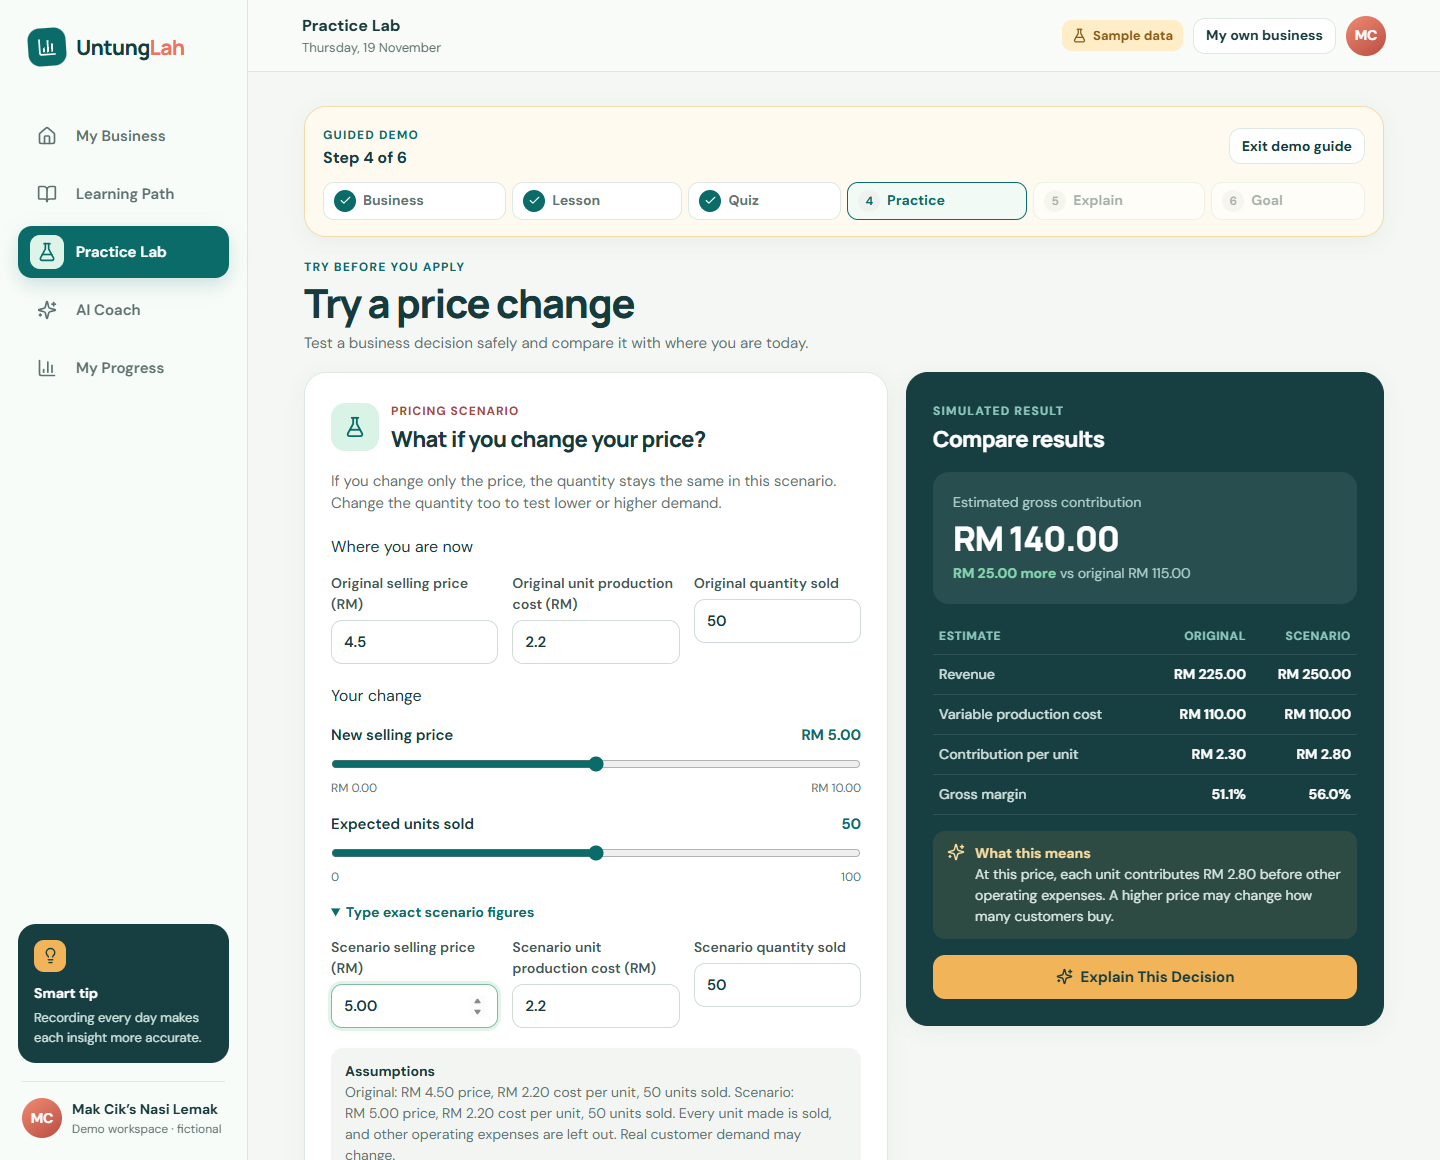 UntungLah
My Business
Learning Path
Practice Lab
AI Coach
My Progress
Smart tip
Recording every day makes
each insight more accurate.
MC
Mak Cik’s Nasi Lemak
Demo workspace · fictional
Practice Lab
Thursday, 19 November
Sample data
My own business
MC
GUIDED DEMO
Step 4 of 6
Exit demo guide
Business
Lesson
Quiz
4 Practice
5 Explain
6 Goal
TRY BEFORE YOU APPLY
Try a price change
Test a business decision safely and compare it with where you are today.
PRICING SCENARIO
What if you change your price?
If you change only the price, the quantity stays the same in this scenario.
Change the quantity too to test lower or higher demand.
Where you are now
Original selling price
(RM)
4.5
Original unit production
cost (RM)
2.2
Original quantity sold
50
Your change
New selling price RM 5.00
RM 0.00 RM 10.00
Expected units sold 50
0 100
Type exact scenario figures
Scenario selling price
(RM)
5.00
Scenario unit
production cost (RM)
2.2
Scenario quantity sold
50
Assumptions
Original: RM 4.50 price, RM 2.20 cost per unit, 50 units sold. Scenario:
RM 5.00 price, RM 2.20 cost per unit, 50 units sold. Every unit made is sold,
and other operating expenses are left out. Real customer demand may
change.
SIMULATED RESULT
Compare results
Estimated gross contribution
RM 140.00
RM 25.00 more vs original RM 115.00
ESTIMATE ORIGINAL SCENARIO
Revenue RM 225.00 RM 250.00
Variable production cost RM 110.00 RM 110.00
Contribution per unit RM 2.30 RM 2.80
Gross margin 51.1% 56.0%
What this means
At this price, each unit contributes RM 2.80 before other
operating expenses. A higher price may change how
many customers buy.
Explain This Decision